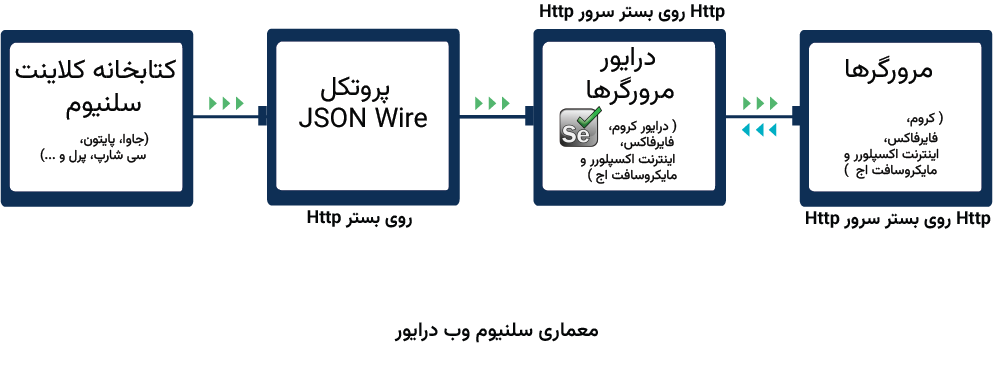 Http روی بستر سرور Http
کتابخانه کلاینت
سلنیوم
(جاوا، پایتون،
سی شارپ، پرل و ...)
پروتکل
JSON Wire
روی بستر Http
درایور
مرورگرها
Se
( درایور کروم،
فایرفاکس،
اینترنت اکسپلورر و
مایکروسافت اج )
مرورگرها
( کروم،
فایرفاکس،
اینترنت اکسپلورر و
مایکروسافت اج )
Http روی بستر سرور Http
معماری سلنیوم وب درایور